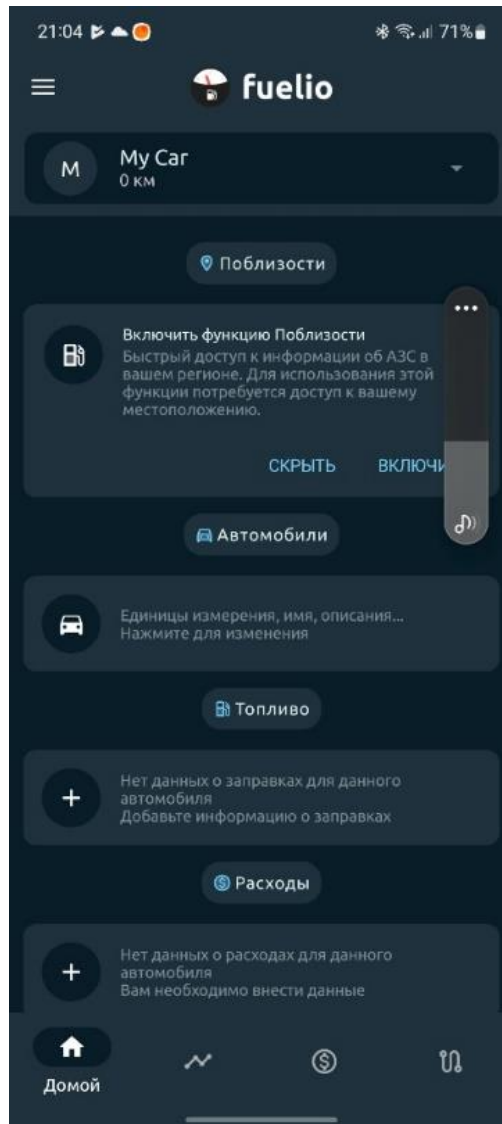 21:04
71%
fuelio
M
My Car
0 км
Поблизости
Включить функцию Поблизости
Быстрый доступ к информации об АЗС в
вашем регионе. Для использования этой
функции потребуется доступ к вашему
местоположению.
СКРЫТЬ ВКЛЮЧИ
Автомобили
Единицы измерения, имя, описания...
Нажмите для изменения
Топливо
Нет данных о заправках для данного
автомобиля
Добавьте информацию о заправках
Расходы
Нет данных о расходах для данного
автомобиля
Вам необходимо внести данные
Домой